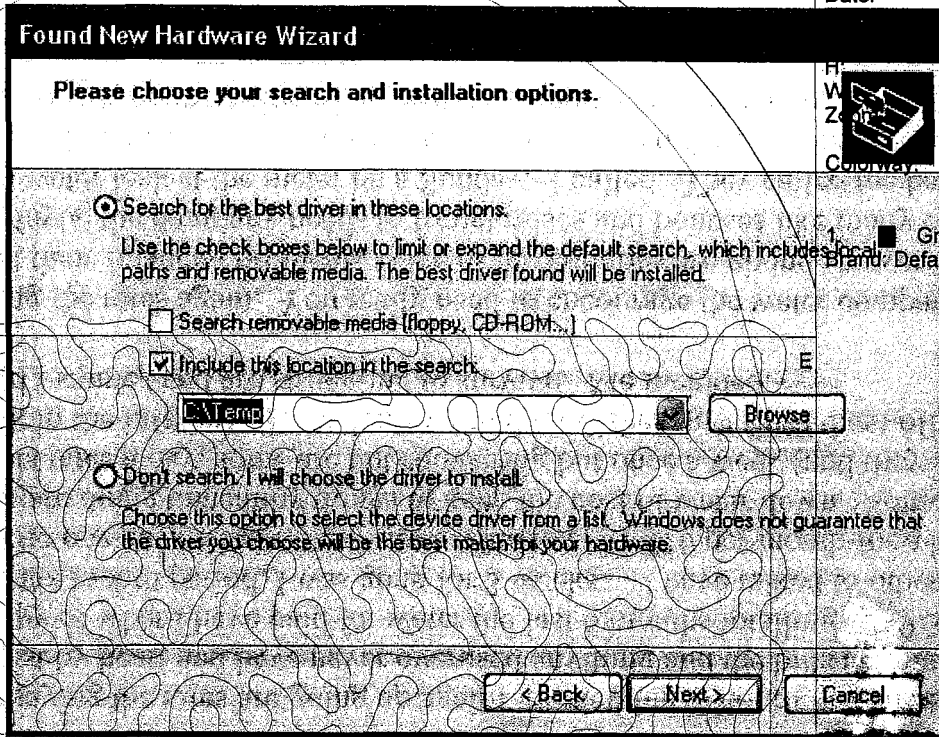 Date:
Found New Hardware Wizard
H:
W
Please choose your search and installation options.
Colorway:
Search for the best driver in these locations.
1. Gr
Use the check boxes below to limit or expand the default search, which includes local
paths and removable media. The best driver found will be installed.
Brand: Defa
Search removable media (floppy, CD-ROM...)
Include this location in the search:
E
C:\Temp
Browse
Don't search. I will choose the driver to install.
Choose this option to select the device driver from a list. Windows does not guarantee that
the driver you choose will be the best match for your hardware.
< Back
Next >
Cancel